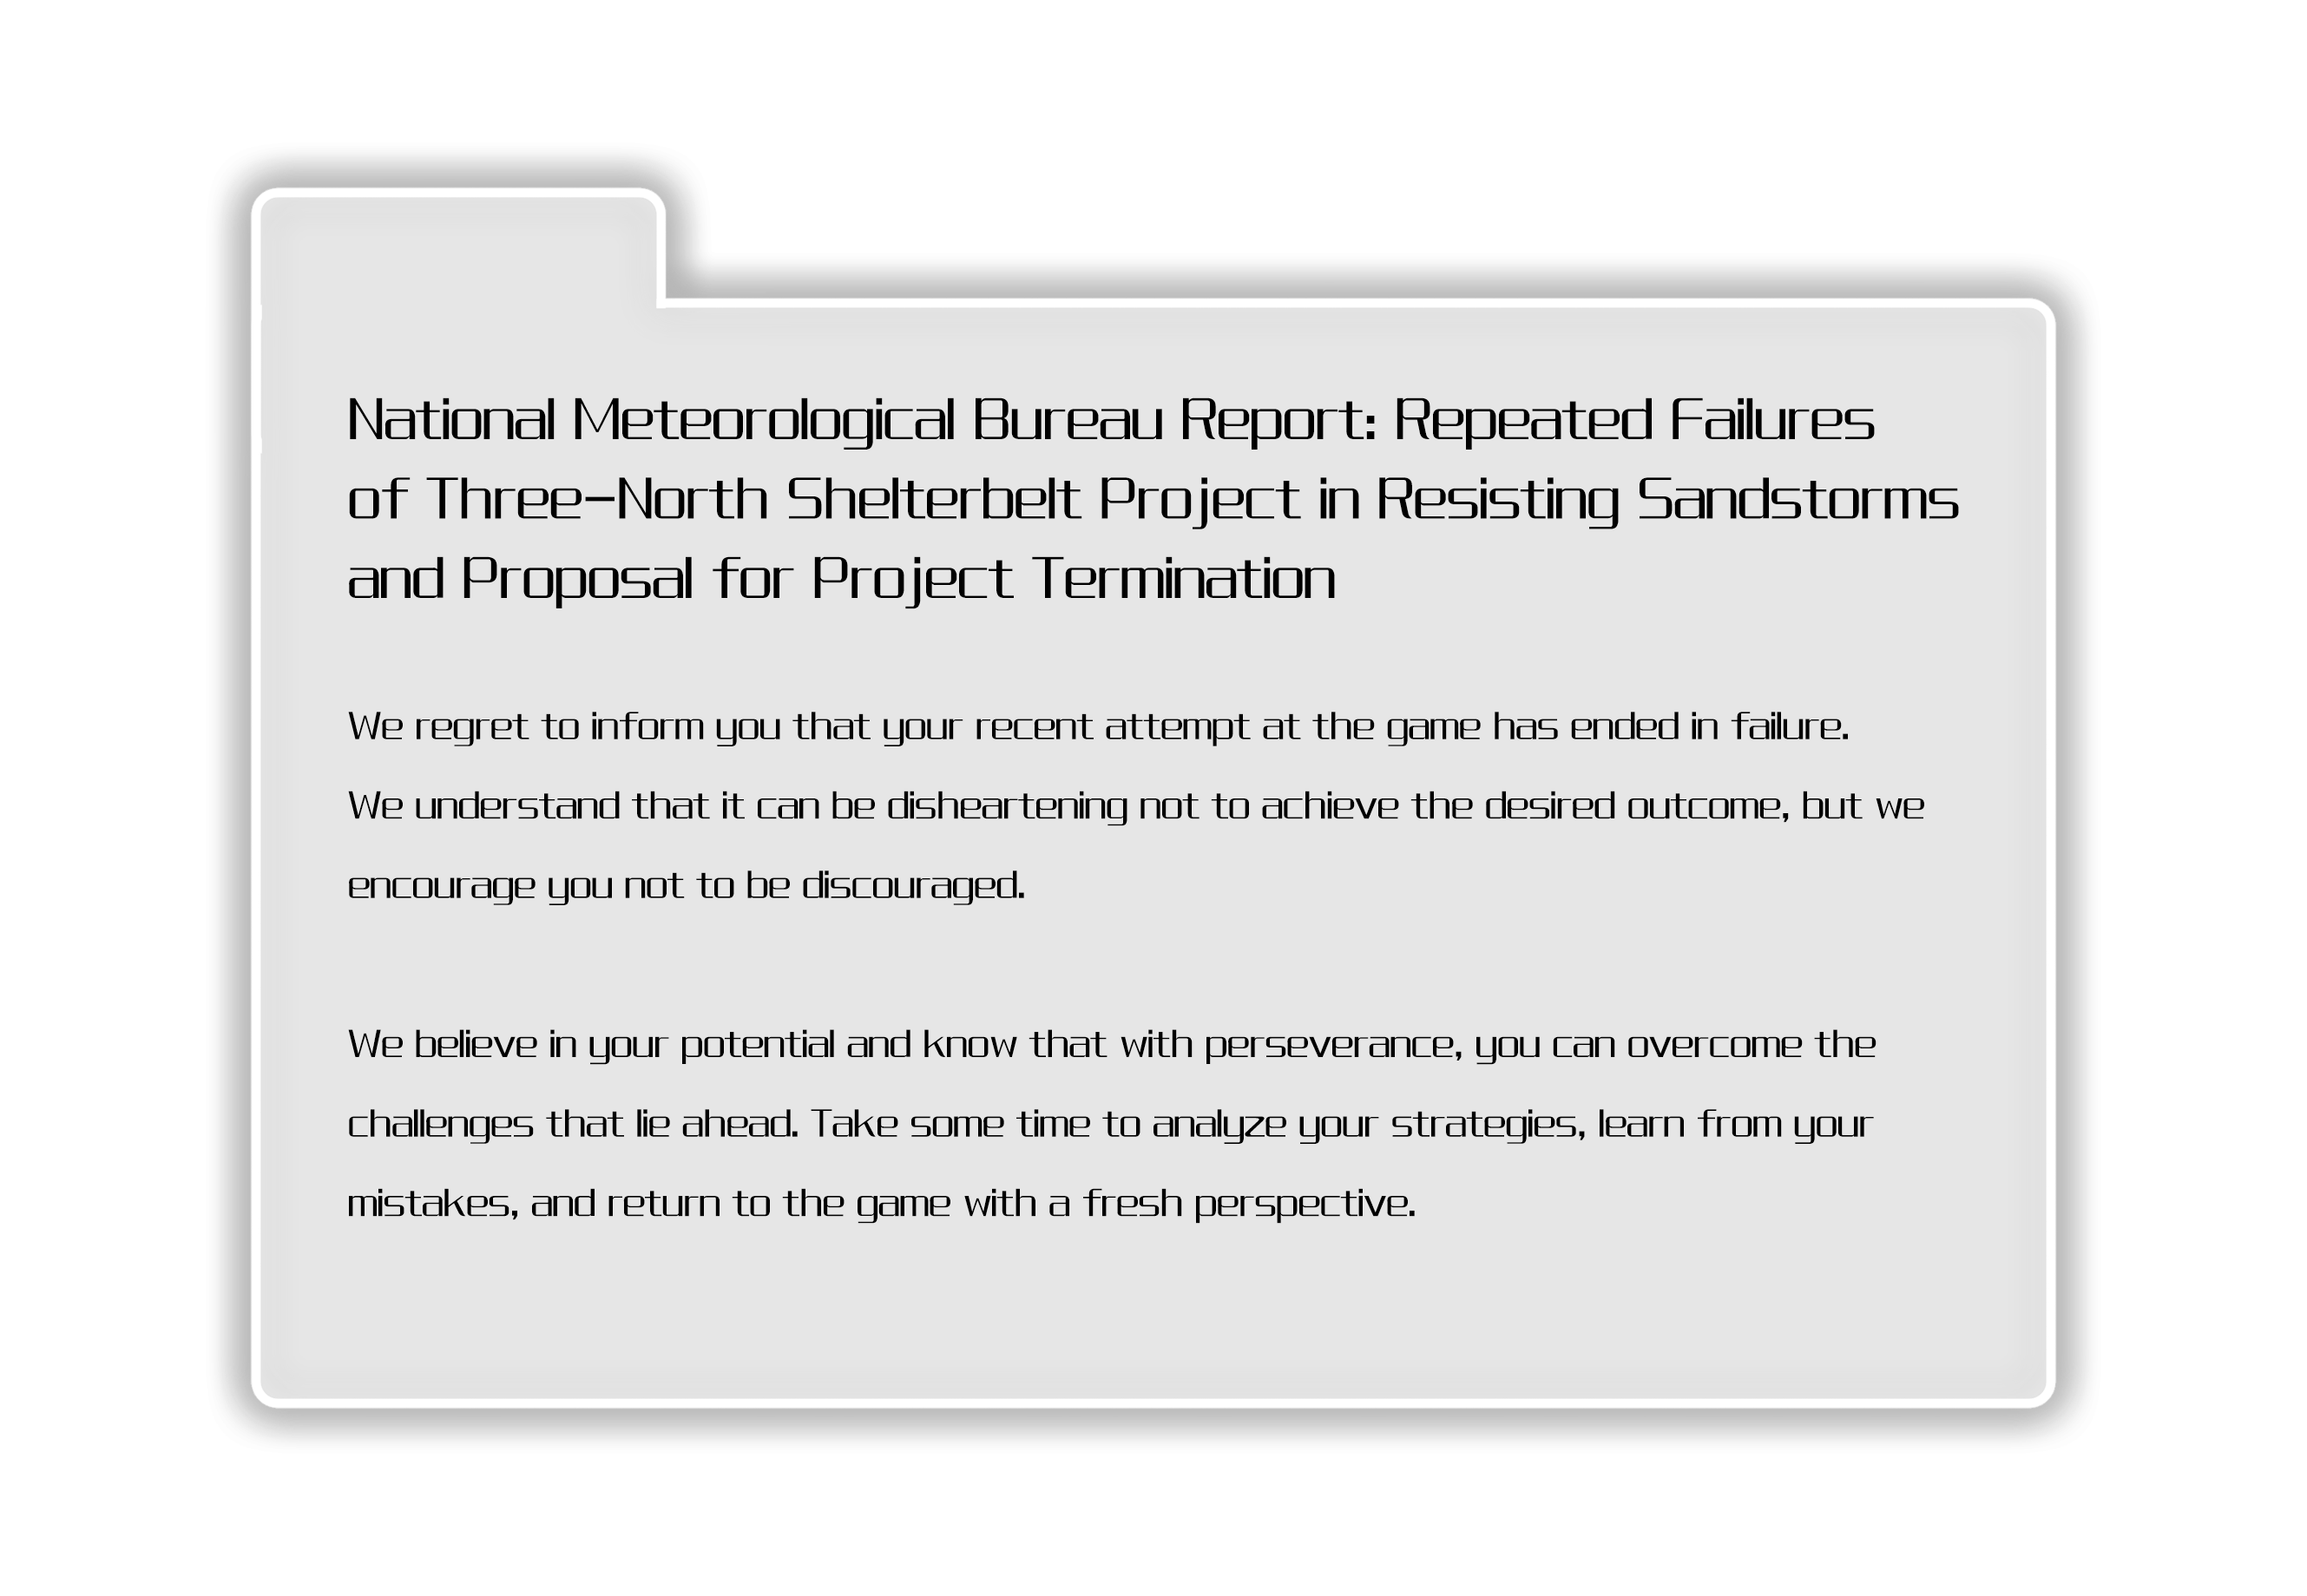 National Meteorological Bureau Report: Repeated Failures
of Three-North Shelterbelt Project in Resisting Sandstorms
and Proposal for Project Termination
We regret to inform you that your recent attempt at the game has ended in failure.
We understand that it can be disheartening not to achieve the desired outcome, but we
encourage you not to be discouraged.
We believe in your potential and know that with perseverance, you can overcome the
challenges that lie ahead. Take some time to analyze your strategies, learn from your
mistakes, and return to the game with a fresh perspective.